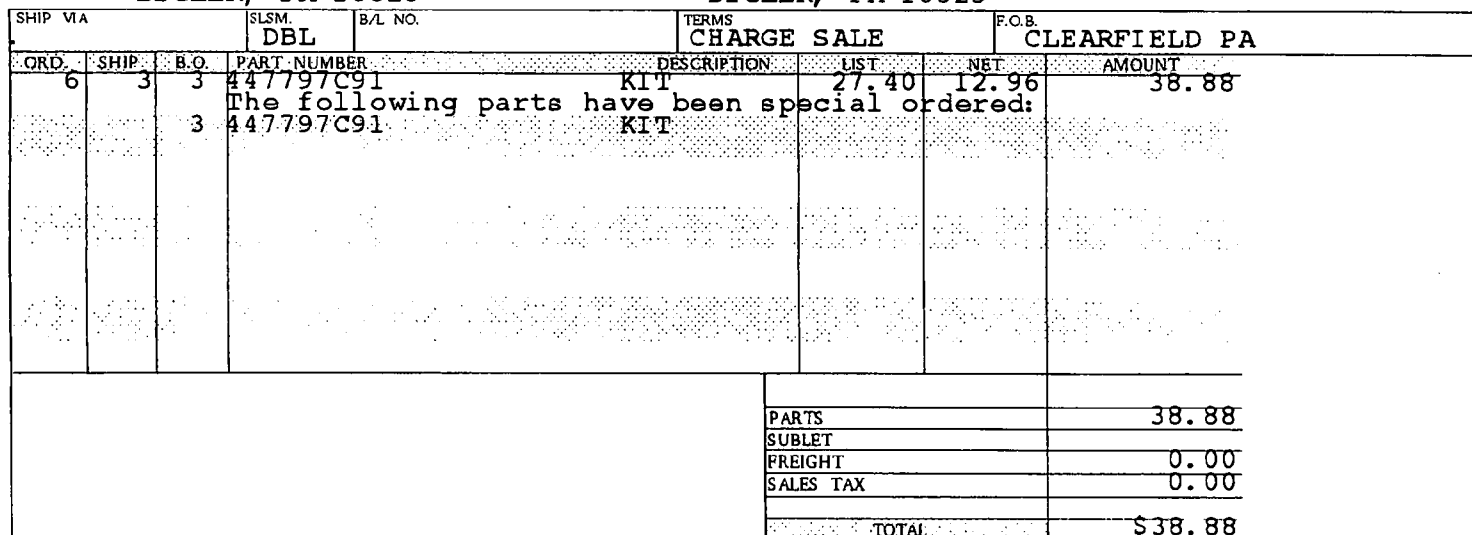 SHIP VIA SLSM. B/L NO. TERMS F.O.B.
DBL CHARGE SALE CLEARFIELD PA
ORD. SHIP B.O. PART NUMBER DESCRIPTION LIST NET AMOUNT
6 3 3 447797C91 KIT 27.40 12.96 38.88
The following parts have been special ordered:
3 447797C91 KIT
PARTS 38.88
SUBLET
FREIGHT 0.00
SALES TAX 0.00
TOTAL $38.88